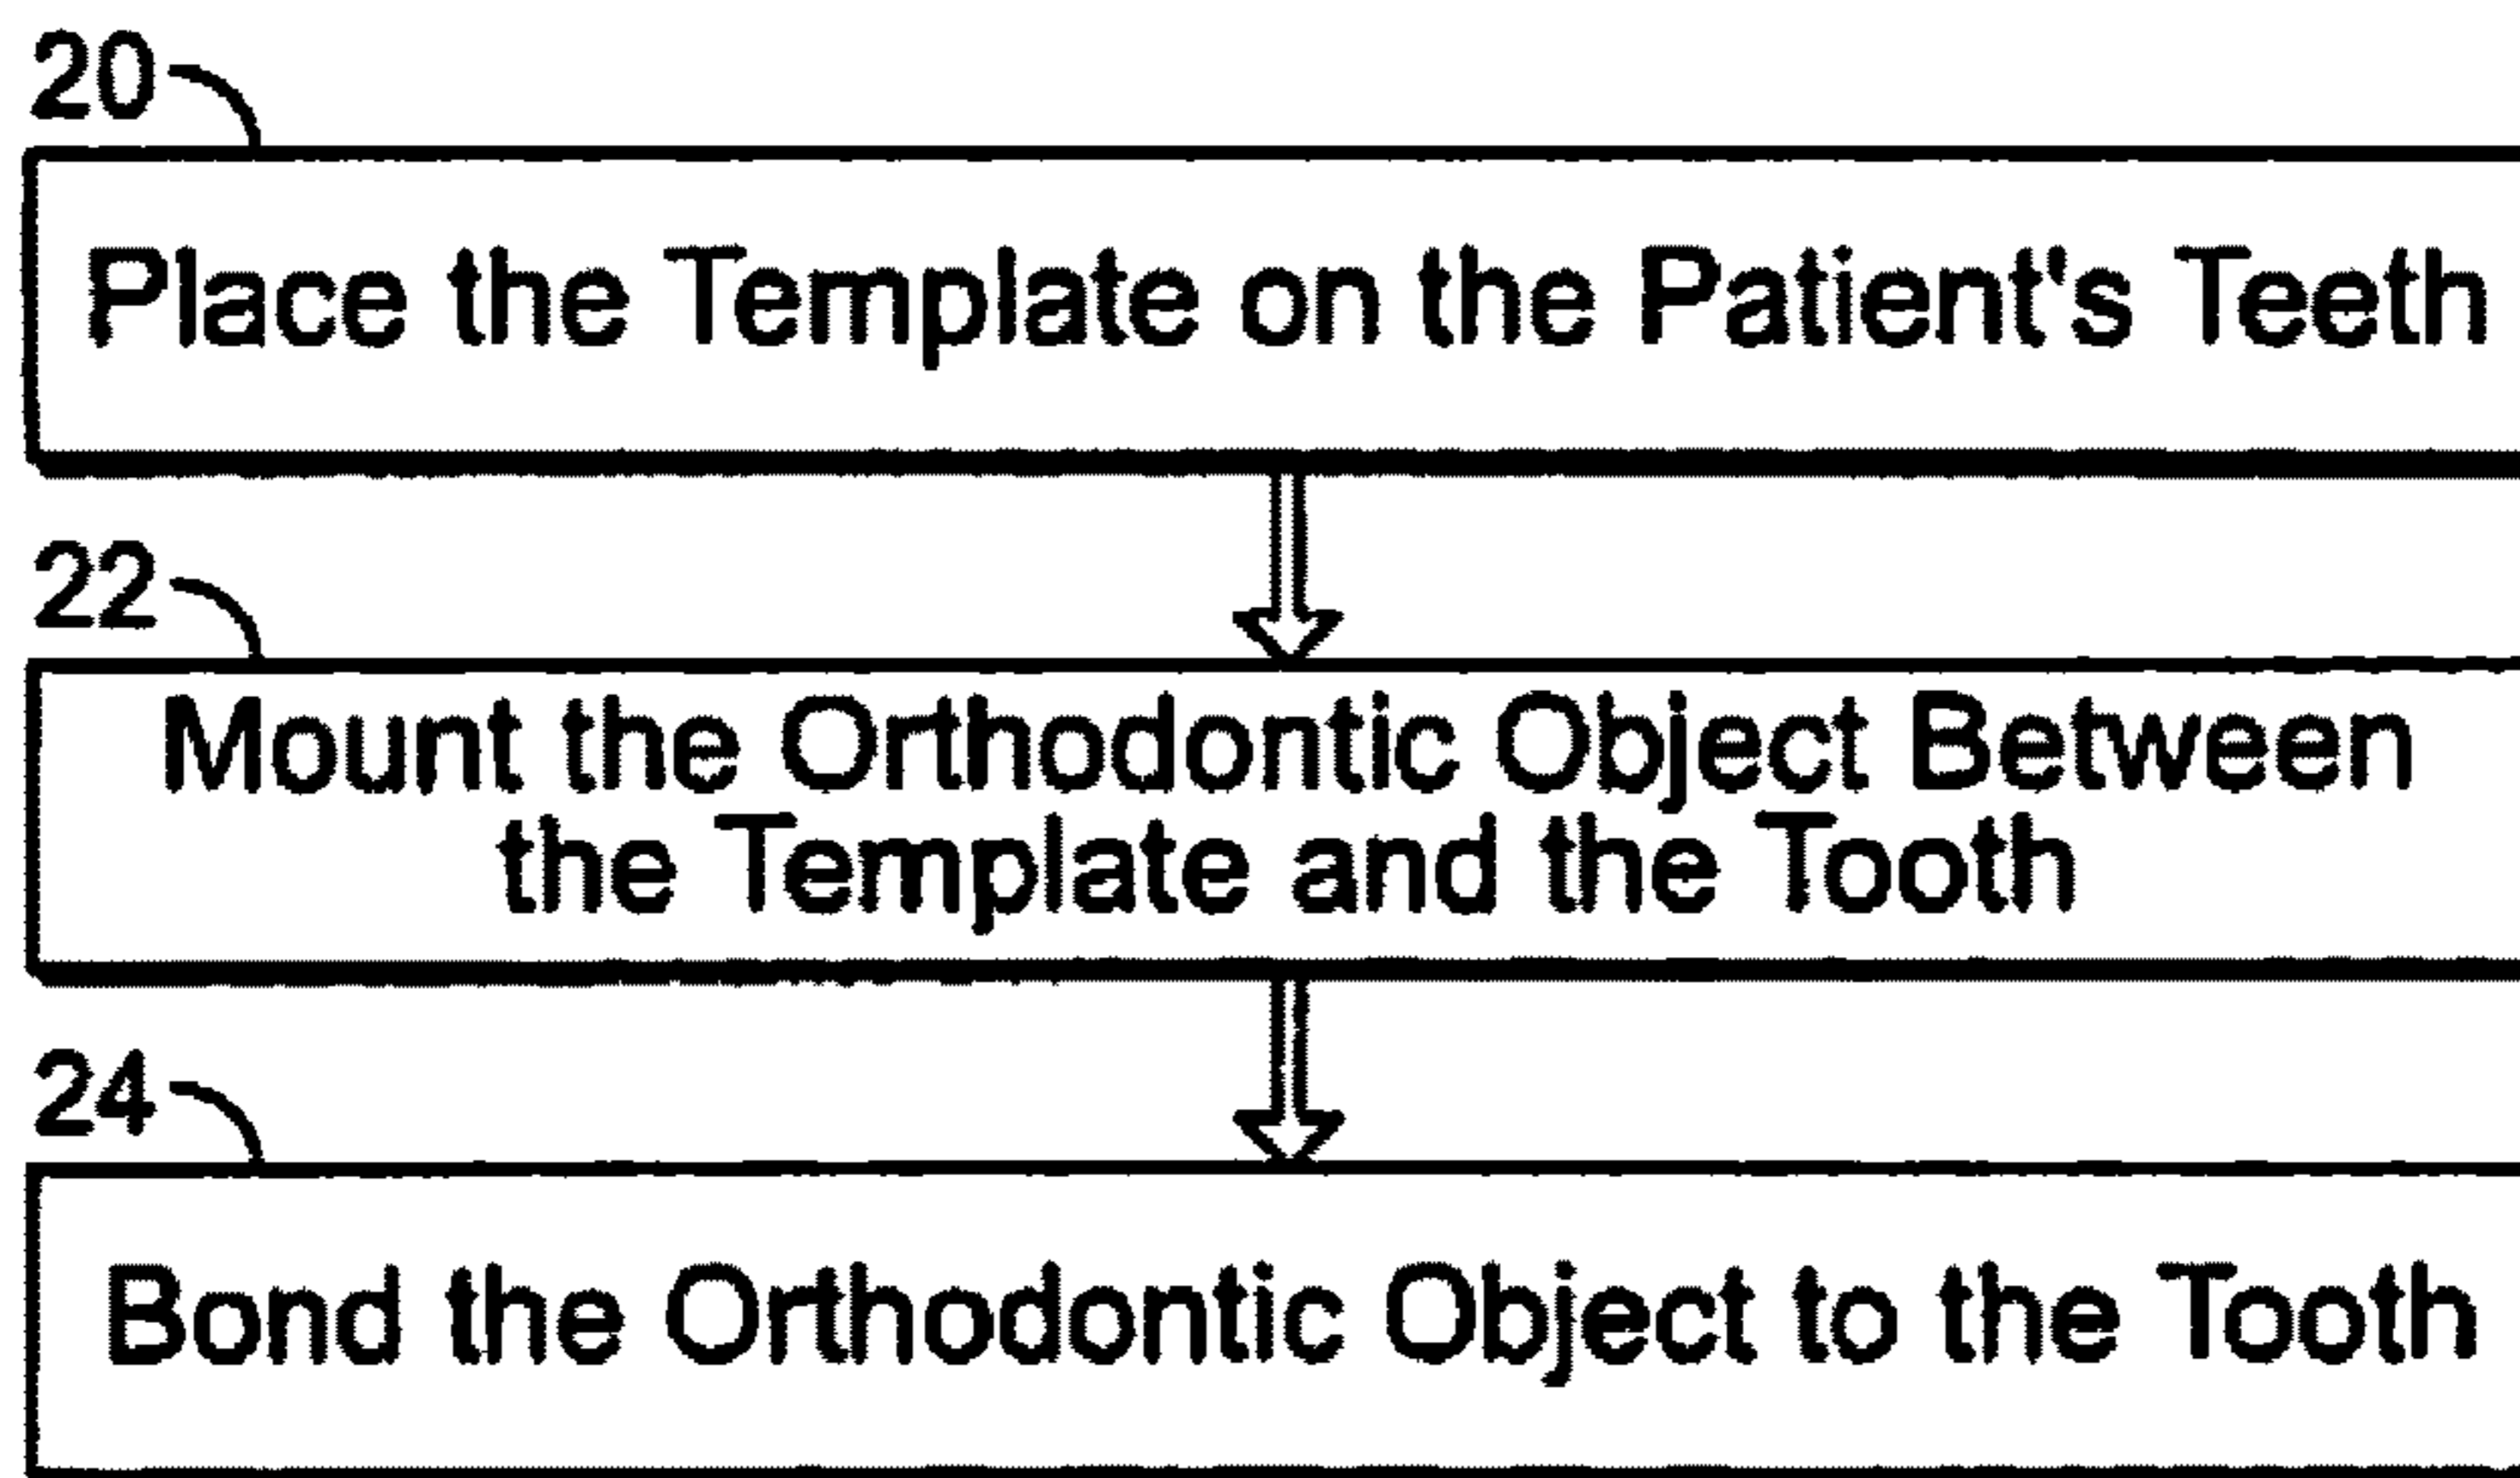 20
Place the Template on the Patient's Teeth
22
Mount the Orthodontic Object Between
the Template and the Tooth
24
Bond the Orthodontic Object to the Tooth